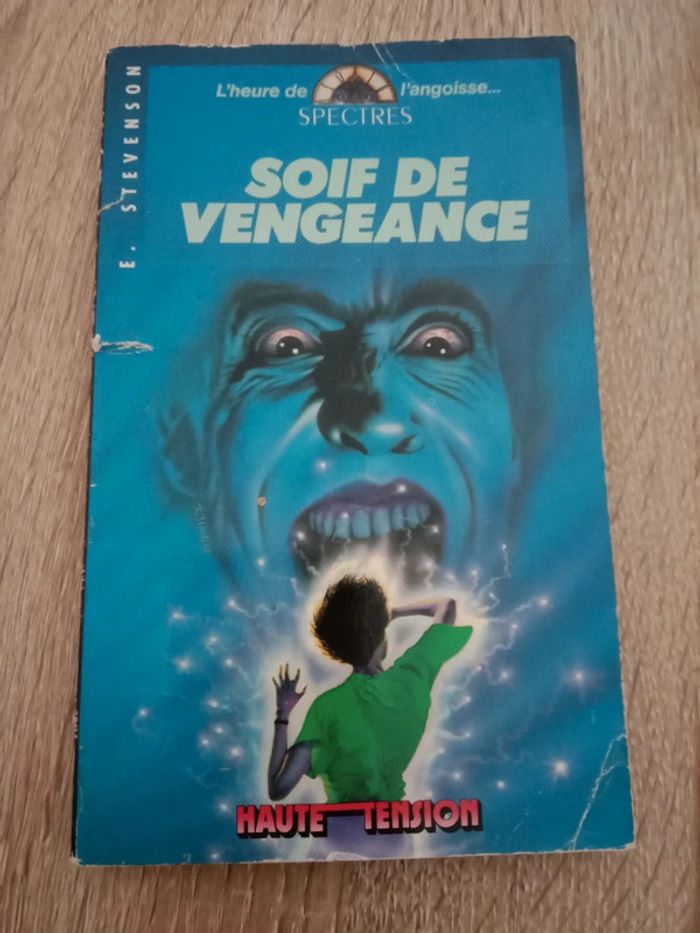 L'heure de l'angoisse...
SPECTRES
E. STEVENSON
SOIF DE
VENGEANCE
HAUTE TENSION